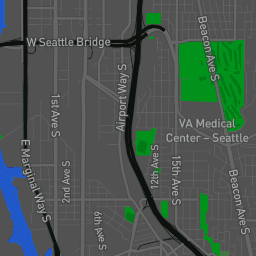 W Seattle Bridge
Beacon Ave S
Airport Way S
1st Ave S
VA Medical
Center – Seattle
E Marginal Way S
2nd Ave S
12th Ave S
15th Ave S
Beacon Ave S
6th Ave S